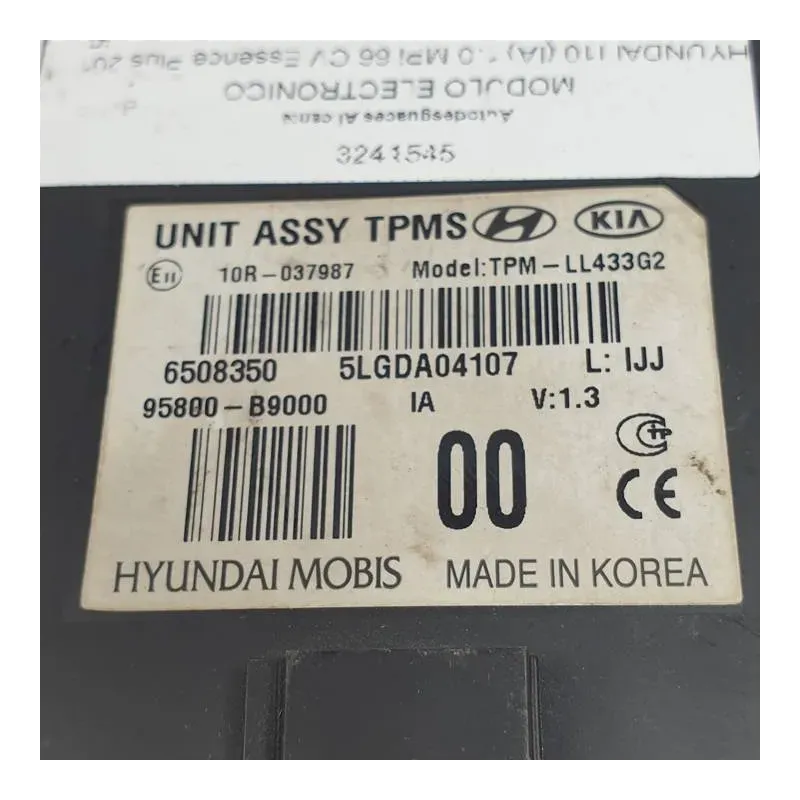 HYUNDAI I10 (IA) 1.0 MPI 66 CV Essence Plus
MODULO ELECTRONICO
Autodesguaces Al
3241545
UNIT ASSY TPMS
KIA
E11 10R-037987 Model:TPM-LL433G2
6508350 5LGDA04107 L: IJJ
95800-B9000 IA V:1.3
00
TP
CE
HYUNDAI MOBIS MADE IN KOREA